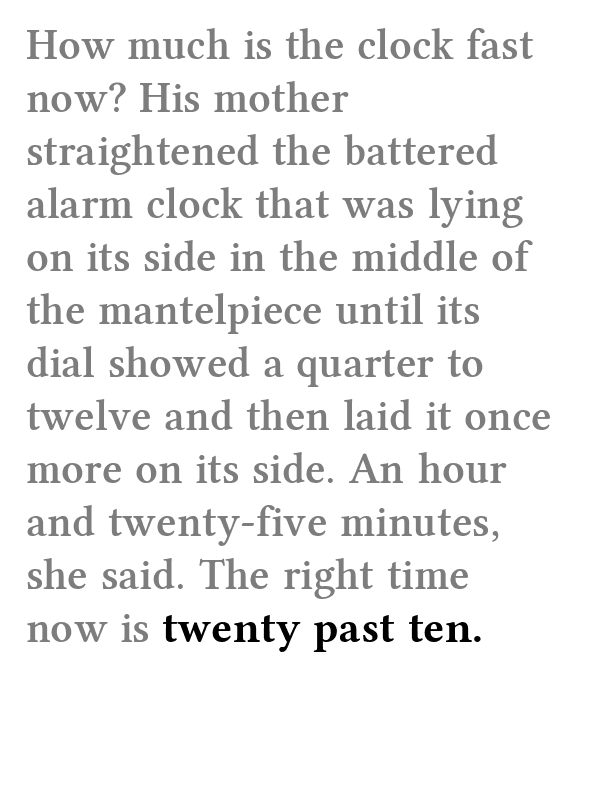 How much is the clock fast
now? His mother
straightened the battered
alarm clock that was lying
on its side in the middle of
the mantelpiece until its
dial showed a quarter to
twelve and then laid it once
more on its side. An hour
and twenty-five minutes,
she said. The right time
now is twenty past ten.